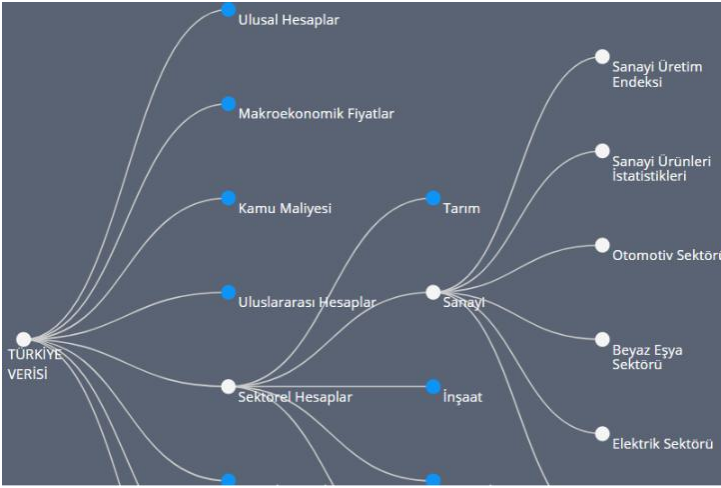 Ulusal Hesaplar
Makroekonomik Fiyatlar
Kamu Maliyesi
Uluslararası Hesaplar
TÜRKİYE
VERİSİ
Sektörel Hesaplar
Tarım
Sanayi
İnşaat
Sanayi Üretim
Endeksi
Sanayi Ürünleri
İstatistikleri
Otomotiv Sektörü
Beyaz Eşya
Sektörü
Elektrik Sektörü